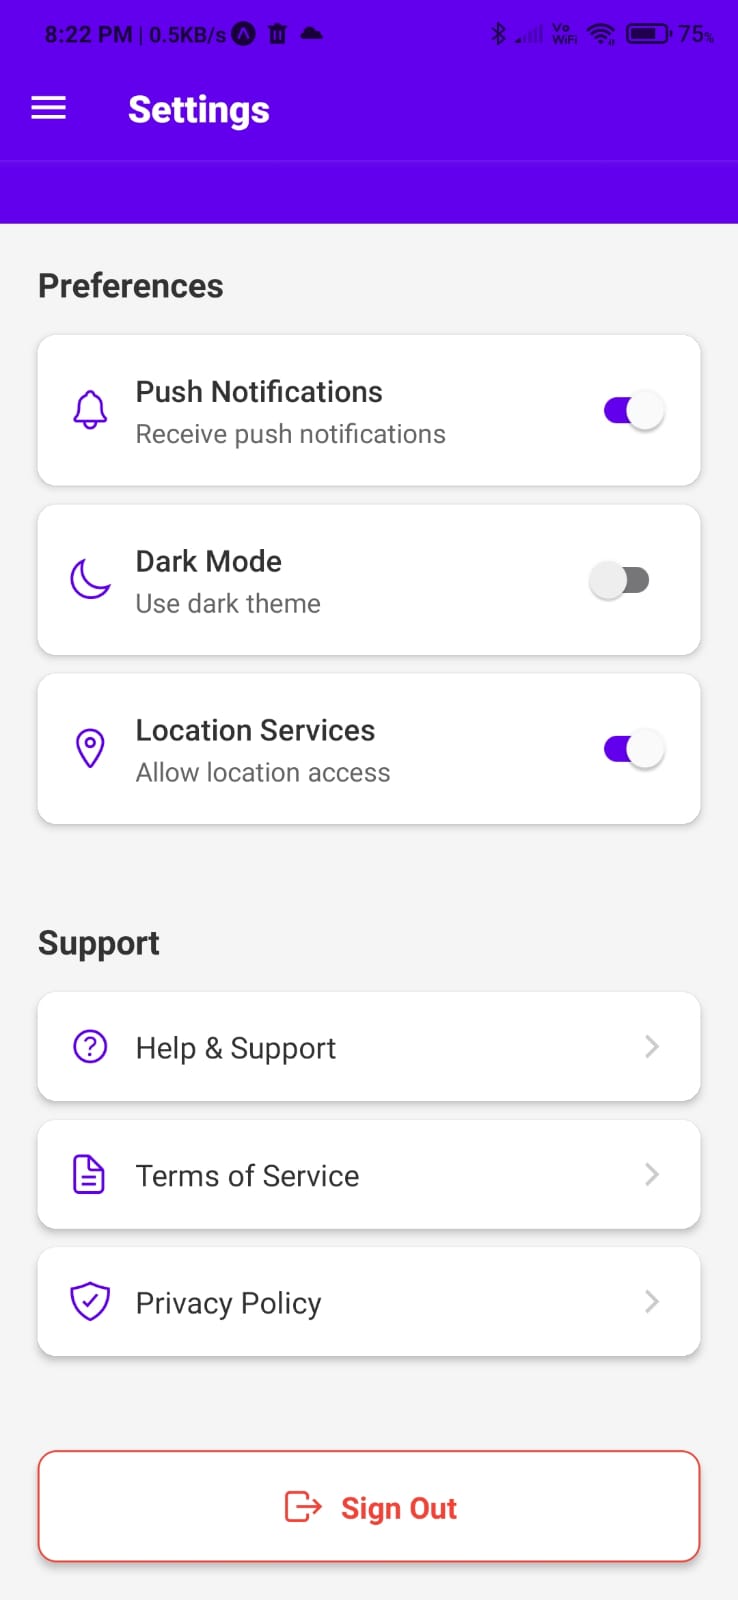 8:22 PM | 0.5KB/s
Vo
WiFi
75%
Settings
Preferences
Push Notifications
Receive push notifications
Dark Mode
Use dark theme
Location Services
Allow location access
Support
Help & Support
Terms of Service
Privacy Policy
Sign Out